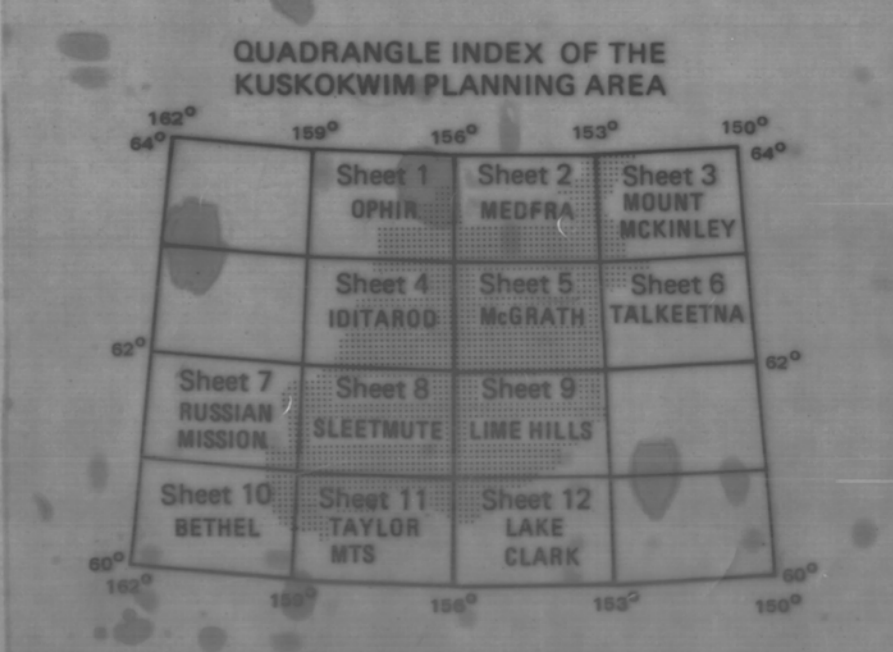 QUADRANGLE INDEX OF THE
KUSKOKWIM PLANNING AREA
162° 159° 156° 153° 150°
64° 64°
Sheet 1 Sheet 2 Sheet 3
OPHIR MEDFRA MOUNT
MCKINLEY
Sheet 4 Sheet 5 Sheet 6
IDITAROD McGRATH TALKEETNA
62° 62°
Sheet 7 Sheet 8 Sheet 9
RUSSIAN
MISSION SLEETMUTE LIME HILLS
Sheet 10 Sheet 11 Sheet 12
BETHEL TAYLOR
MTS LAKE
CLARK
60° 60°
162° 159° 156° 153° 150°